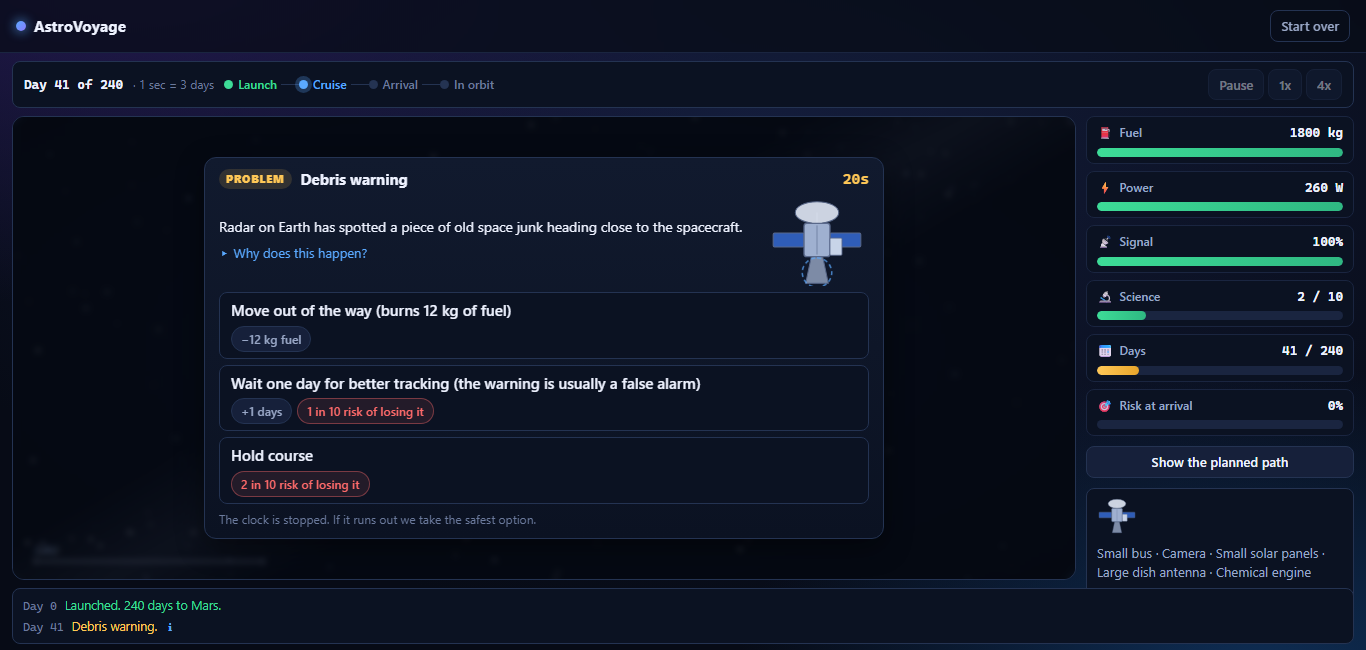 AstroVoyage
Start over
Day 41 of 240 · 1 sec = 3 days Launch Cruise Arrival In orbit
Pause 1x 4x
PROBLEM Debris warning 20s
Radar on Earth has spotted a piece of old space junk heading close to the spacecraft.
▸ Why does this happen?
Move out of the way (burns 12 kg of fuel)
−12 kg fuel
Wait one day for better tracking (the warning is usually a false alarm)
+1 days 1 in 10 risk of losing it
Hold course
2 in 10 risk of losing it
The clock is stopped. If it runs out we take the safest option.
Fuel 1800 kg
Power 260 W
Signal 100%
Science 2 / 10
Days 41 / 240
Risk at arrival 0%
Show the planned path
Small bus · Camera · Small solar panels ·
Large dish antenna · Chemical engine
Day 0 Launched. 240 days to Mars.
Day 41 Debris warning. i